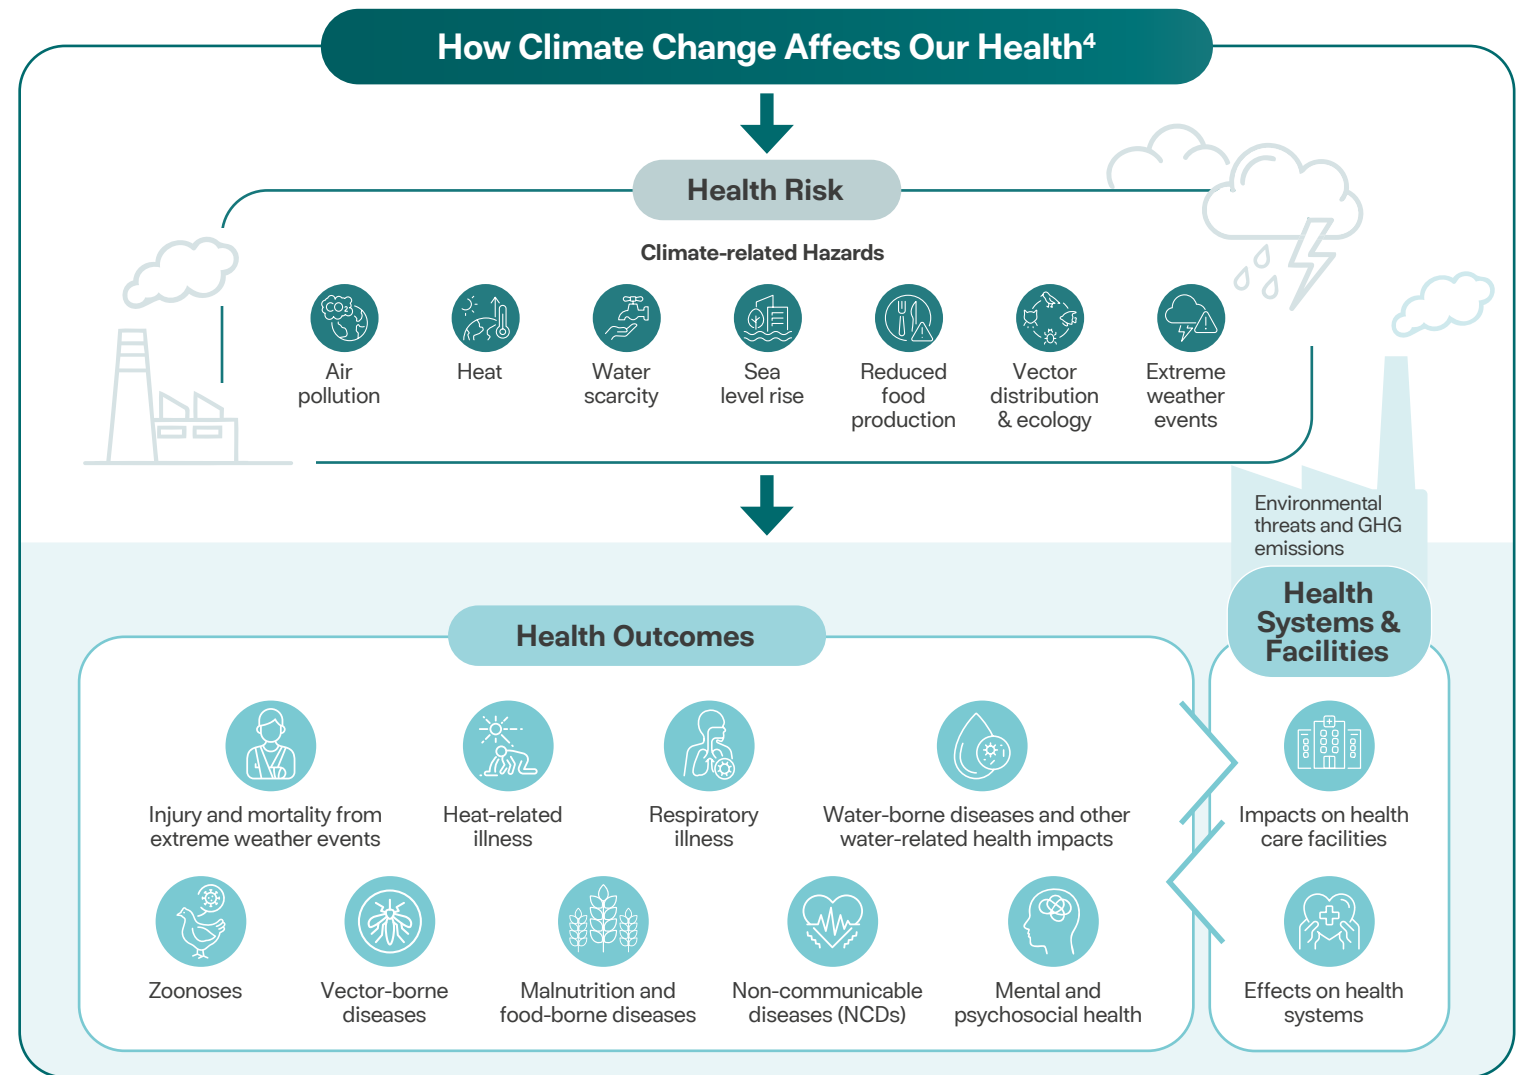 How Climate Change Affects Our Health⁴
Health Risk
Climate-related Hazards
CO₂
Air
pollution
Heat
Water
scarcity
Sea
level rise
Reduced
food
production
Vector
distribution
& ecology
Extreme
weather
events
Environmental
threats and GHG
emissions
Health
Systems &
Facilities
Health Outcomes
Injury and mortality from
extreme weather events
Heat-related
illness
Respiratory
illness
Water-borne diseases and other
water-related health impacts
Impacts on health
care facilities
Zoonoses
Vector-borne
diseases
Malnutrition and
food-borne diseases
Non-communicable
diseases (NCDs)
Mental and
psychosocial health
Effects on health
systems